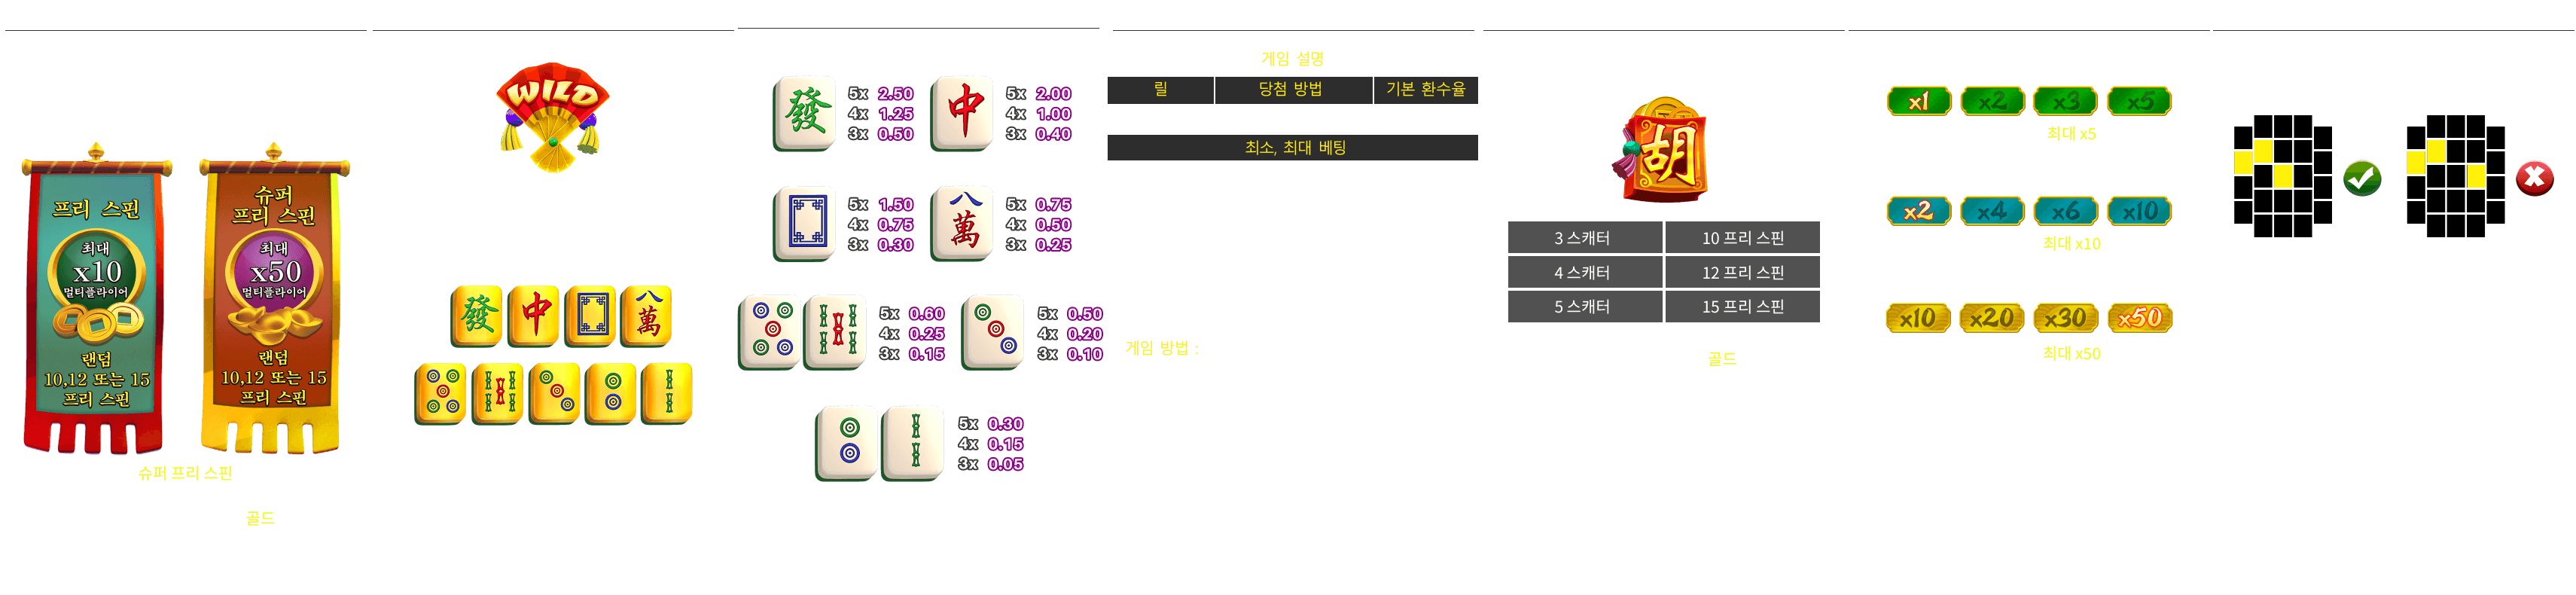 프리 스핀
최대
x10
멀티플라이어
랜덤
10,12 또는 15
프리 스핀
슈퍼
프리 스핀
최대
x50
멀티플라이어
랜덤
10,12 또는 15
프리 스핀
슈퍼 프리 스핀
골드
WILD
發 中 八萬
發
5x 2.50
4x 1.25
3x 0.50
中
5x 2.00
4x 1.00
3x 0.40
5x 1.50
4x 0.75
3x 0.30
八萬
5x 0.75
4x 0.50
3x 0.25
5x 0.60
4x 0.25
3x 0.15
5x 0.50
4x 0.20
3x 0.10
5x 0.30
4x 0.15
3x 0.05
게임 설명
릴 당첨 방법 기본 환수율
최소, 최대 베팅
게임 방법 :
胡
3 스캐터 10 프리 스핀
4 스캐터 12 프리 스핀
5 스캐터 15 프리 스핀
골드
x1 x2 x3 x5
최대 x5
x2 x4 x6 x10
최대 x10
x10 x20 x30 x50
최대 x50